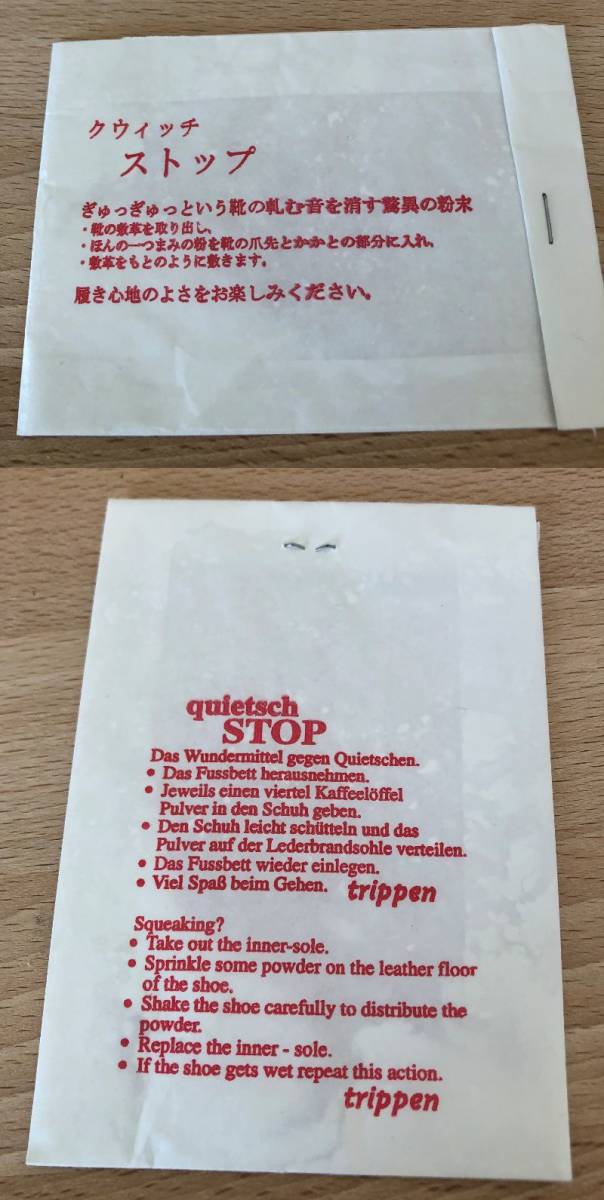 クウィッチ
ストップ
ぎゅっぎゅっという靴の軋む音を消す驚異の粉末
・靴の敷革を取り出し、
・ほんの一つまみの粉を靴の爪先とかかとの部分に入れ、
・敷革をもとのように敷きます。
履き心地のよさをお楽しみください。
quietsch
STOP
Das Wundermittel gegen Quietschen.
• Das Fussbett herausnehmen.
• Jeweils einen viertel Kaffeelöffel
Pulver in den Schuh geben.
• Den Schuh leicht schütteln und das
Pulver auf der Lederbrandsohle verteilen.
• Das Fussbett wieder einlegen.
• Viel Spaß beim Gehen. trippen
Squeaking?
• Take out the inner-sole.
• Sprinkle some powder on the leather floor
of the shoe.
• Shake the shoe carefully to distribute the
powder.
• Replace the inner - sole.
• If the shoe gets wet repeat this action.
trippen